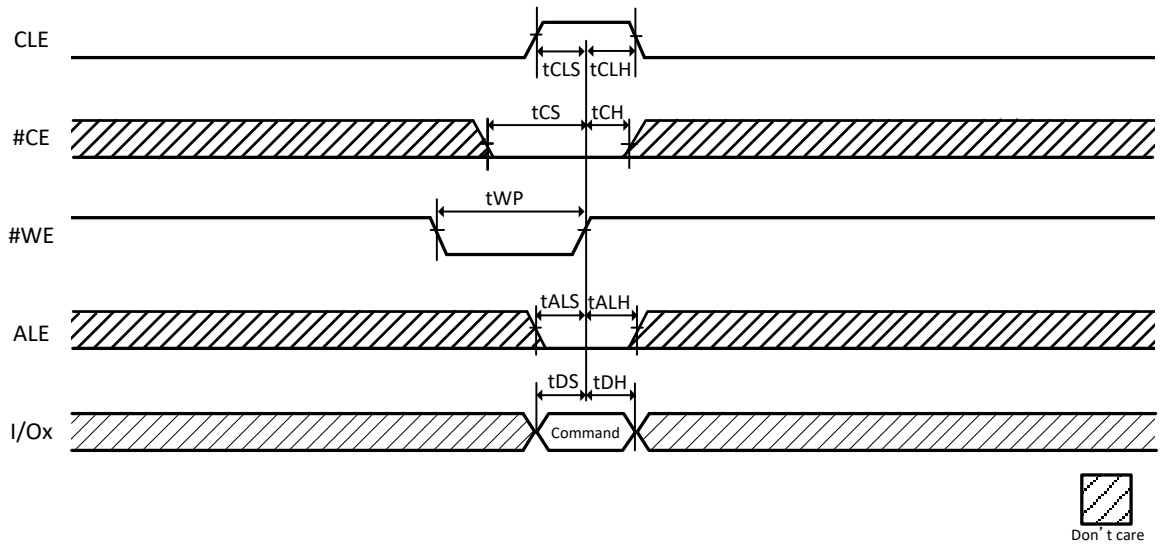 CLE
tCLS tCLH
#CE
tCS tCH
#WE
tWP
ALE
tALS tALH
I/Ox
tDS tDH
Command
Don't care